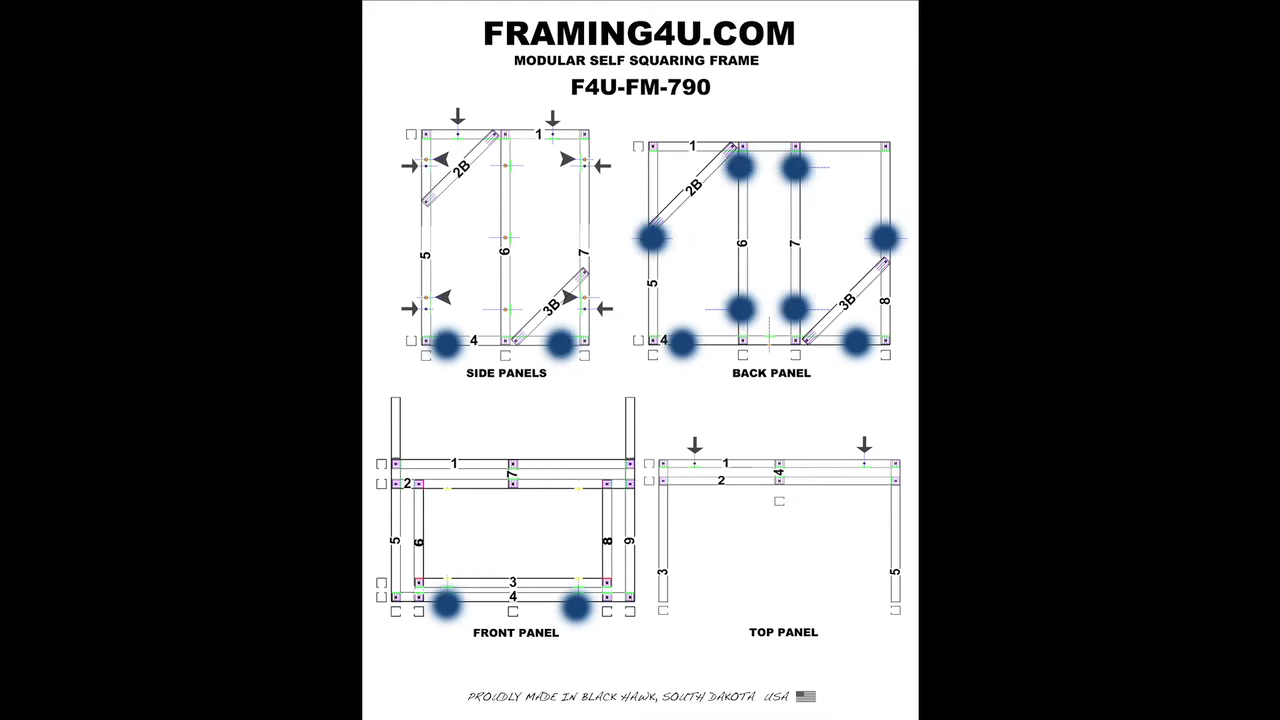 FRAMING4U.COM
MODULAR SELF SQUARING FRAME
F4U-FM-790
1
2B
5
6
7
3B
4
SIDE PANELS
1
2B
6
7
5
3B
8
4
BACK PANEL
1
7
2
5
6
8
9
3
4
FRONT PANEL
1
4
2
3
5
TOP PANEL
PROUDLY MADE IN BLACK HAWK, SOUTH DAKOTA USA